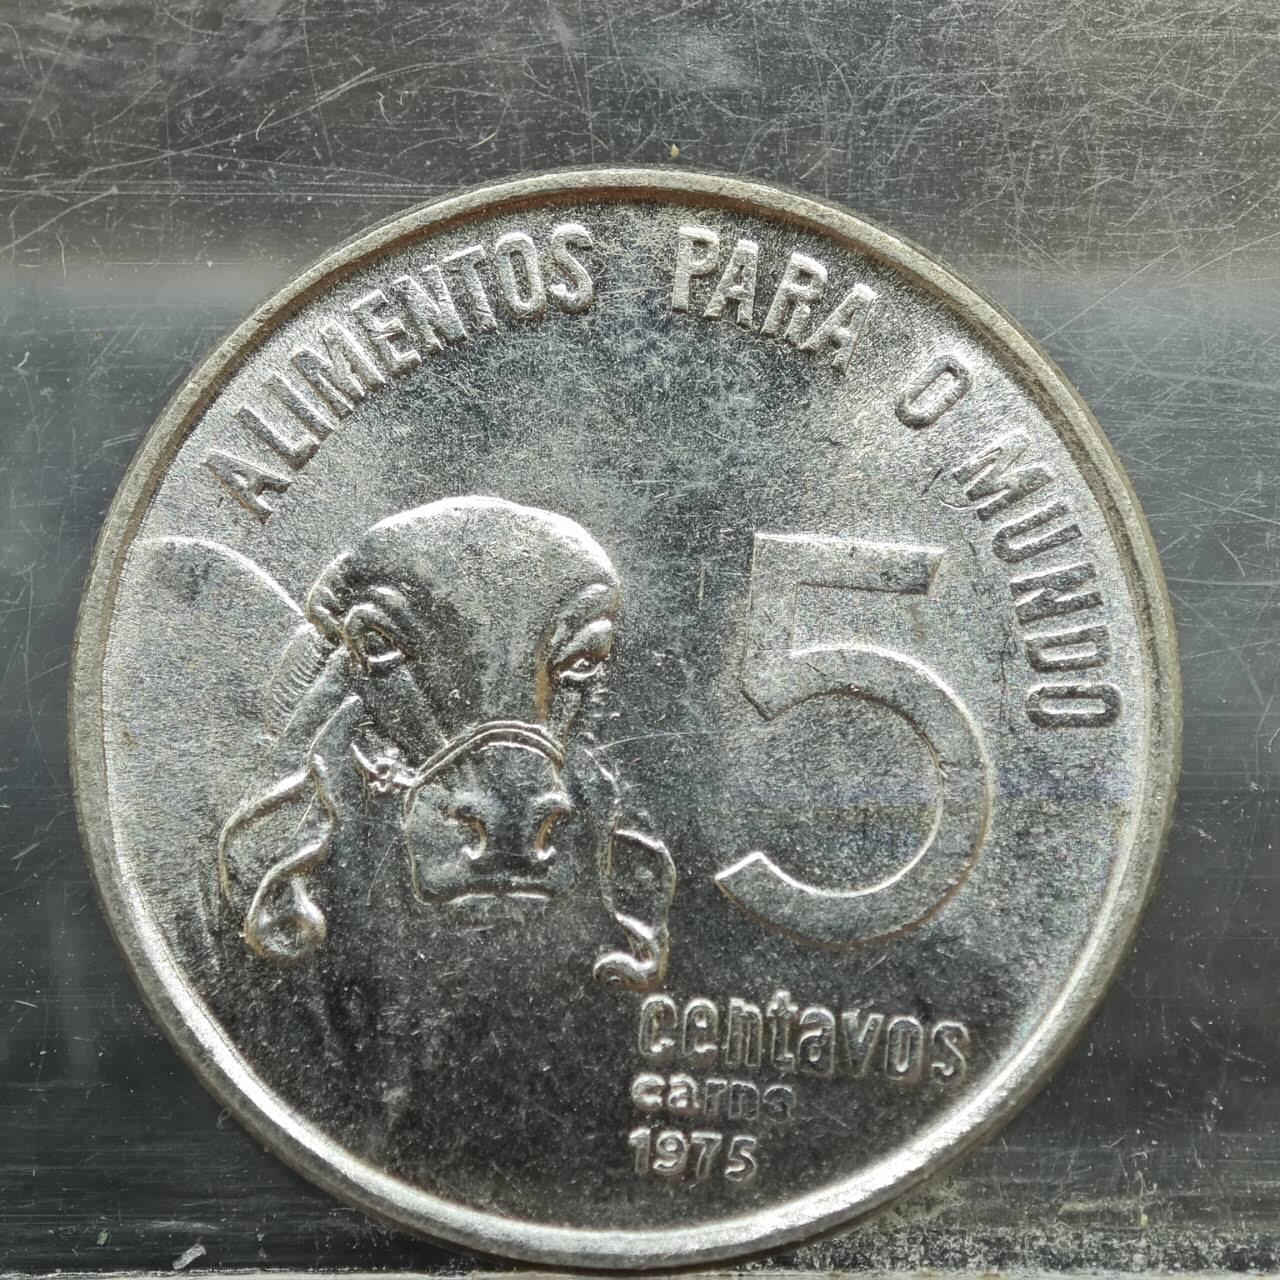 ALIMENTOS PARA O MUNDO
5
centavos
carne
1975